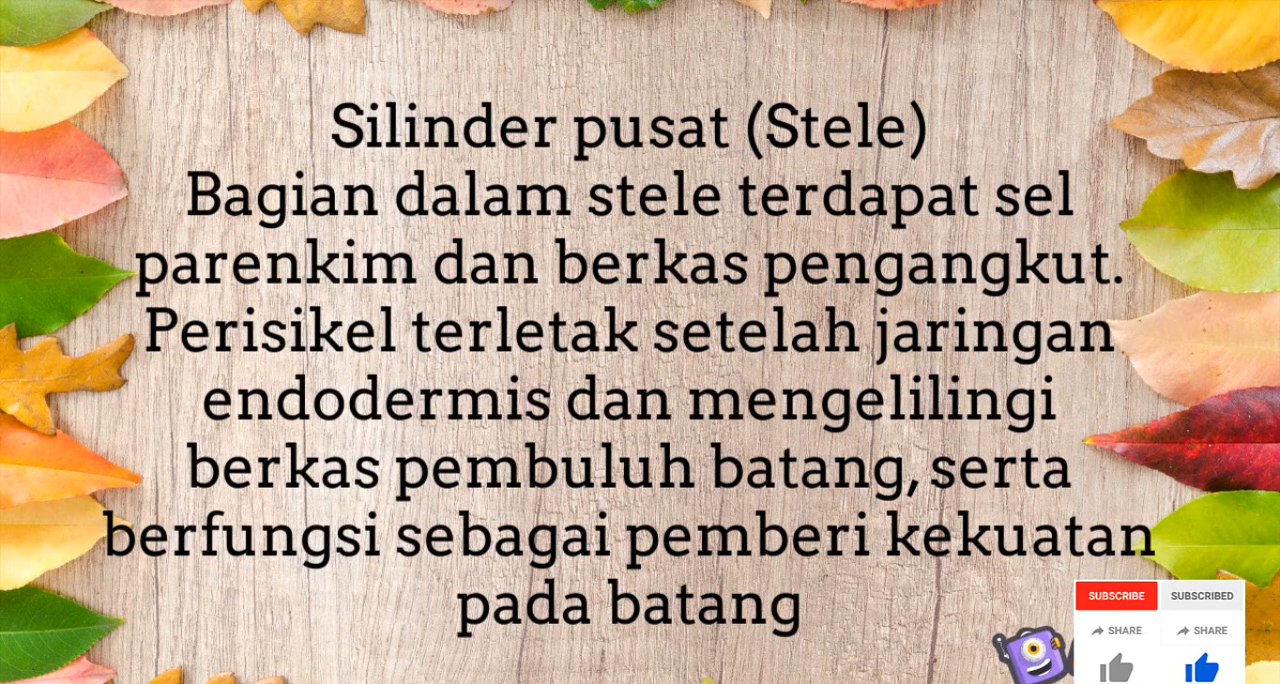 Silinder pusat (Stele)
Bagian dalam stele terdapat sel
parenkim dan berkas pengangkut.
Perisikel terletak setelah jaringan
endodermis dan mengelilingi
berkas pembuluh batang, serta
berfungsi sebagai pemberi kekuatan
pada batang
SUBSCRIBE SUBSCRIBED
SHARE SHARE